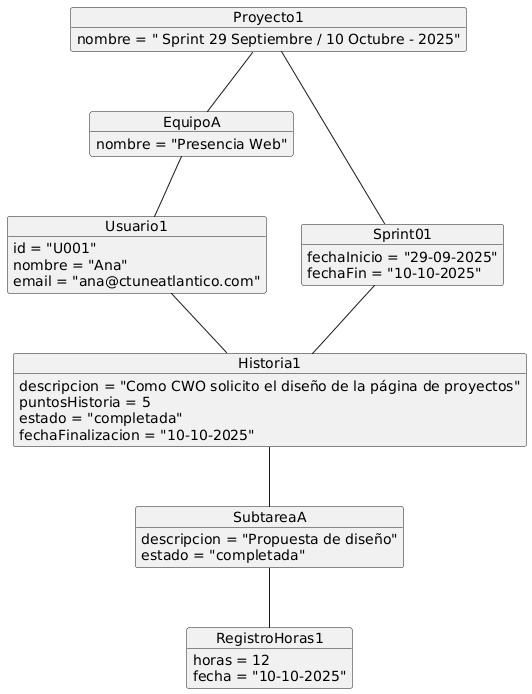 Proyecto1
nombre = " Sprint 29 Septiembre / 10 Octubre - 2025"
EquipoA
nombre = "Presencia Web"
Usuario1
id = "U001"
nombre = "Ana"
email = "ana@ctuneatlantico.com"
Sprint01
fechaInicio = "29-09-2025"
fechaFin = "10-10-2025"
Historia1
descripcion = "Como CWO solicito el diseño de la página de proyectos"
puntosHistoria = 5
estado = "completada"
fechaFinalizacion = "10-10-2025"
SubtareaA
descripcion = "Propuesta de diseño"
estado = "completada"
RegistroHoras1
horas = 12
fecha = "10-10-2025"